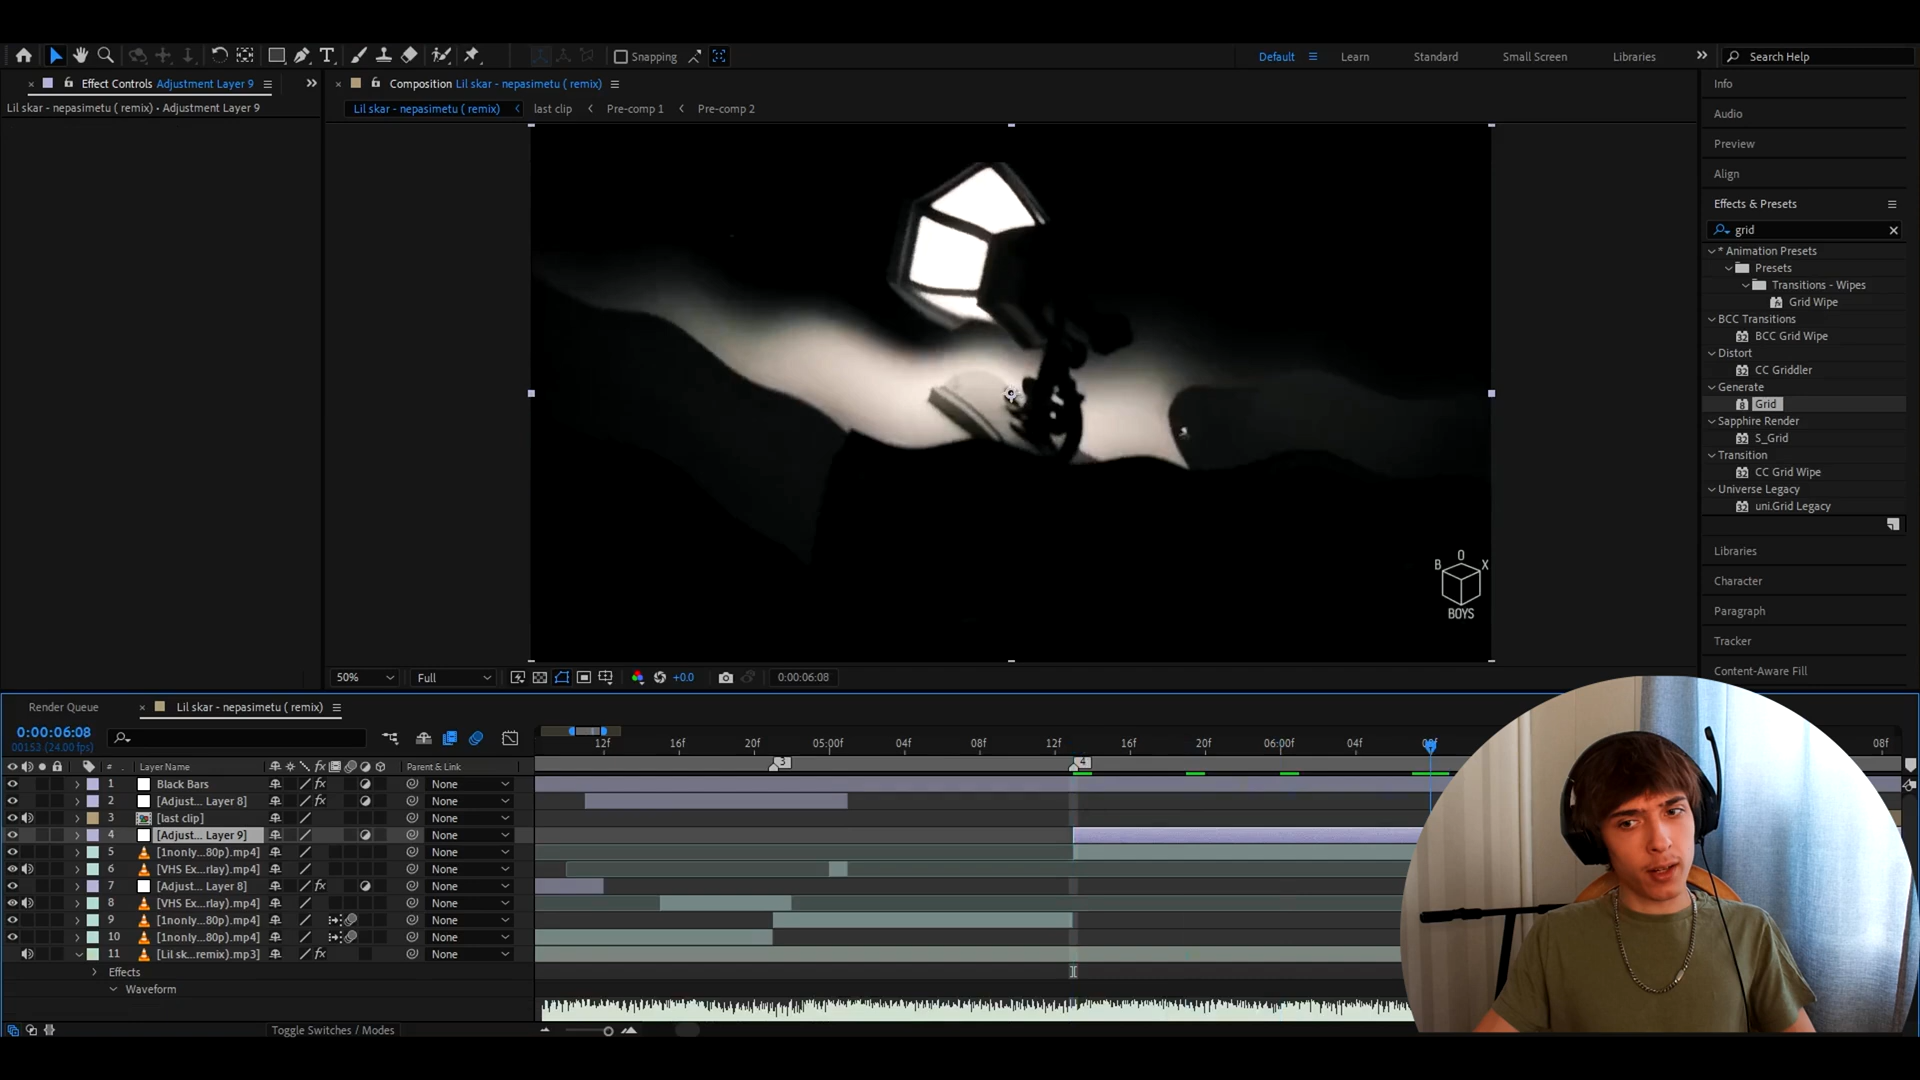 Snapping
Default
Learn
Standard
Small Screen
Libraries
Search Help
Effect Controls Adjustment Layer 9
Composition Lil skar - nepasimetu ( remix)
Info
Lil skar - nepasimetu ( remix) • Adjustment Layer 9
Lil skar - nepasimetu ( remix)
last clip
Pre-comp 1
Pre-comp 2
Audio
Preview
Align
Effects & Presets
grid
* Animation Presets
Presets
Transitions - Wipes
Grid Wipe
BCC Transitions
BCC Grid Wipe
Distort
CC Griddler
Generate
Grid
Sapphire Render
S_Grid
Transition
CC Grid Wipe
Universe Legacy
uni.Grid Legacy
Libraries
Character
Paragraph
Tracker
Content-Aware Fill
B O X
BOYS
50%
Full
+0.0
0:00:06:08
Render Queue
Lil skar - nepasimetu ( remix)
0:00:06:08
00153 (24.00 fps)
12f 16f 20f 05:00f 04f 08f 12f 16f 20f 06:00f 04f 08f 08f
3 4
# Layer Name Parent & Link
1 Black Bars None
2 [Adjust... Layer 8] None
3 [last clip] None
4 [Adjust... Layer 9] None
5 [1nonly...80p).mp4] None
6 [VHS Ex...rlay).mp4] None
7 [Adjust... Layer 8] None
8 [VHS Ex...rlay).mp4] None
9 [1nonly...80p).mp4] None
10 [1nonly...80p).mp4] None
11 [Lil sk...remix).mp3] None
Effects
Waveform
Toggle Switches / Modes